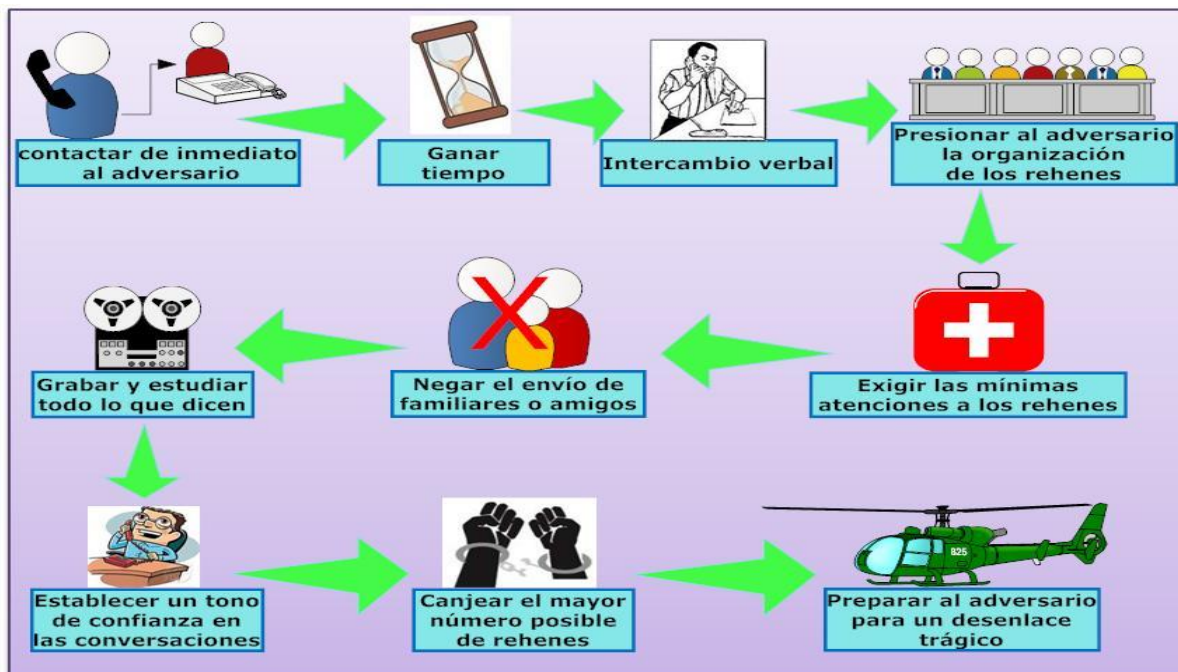 contactar de inmediato
al adversario
Ganar
tiempo
Intercambio verbal
Presionar al adversario
la organización
de los rehenes
Exigir las mínimas
atenciones a los rehenes
Negar el envío de
familiares o amigos
Grabar y estudiar
todo lo que dicen
Establecer un tono
de confianza en
las conversaciones
Canjear el mayor
número posible
de rehenes
825
Preparar al adversario
para un desenlace
trágico